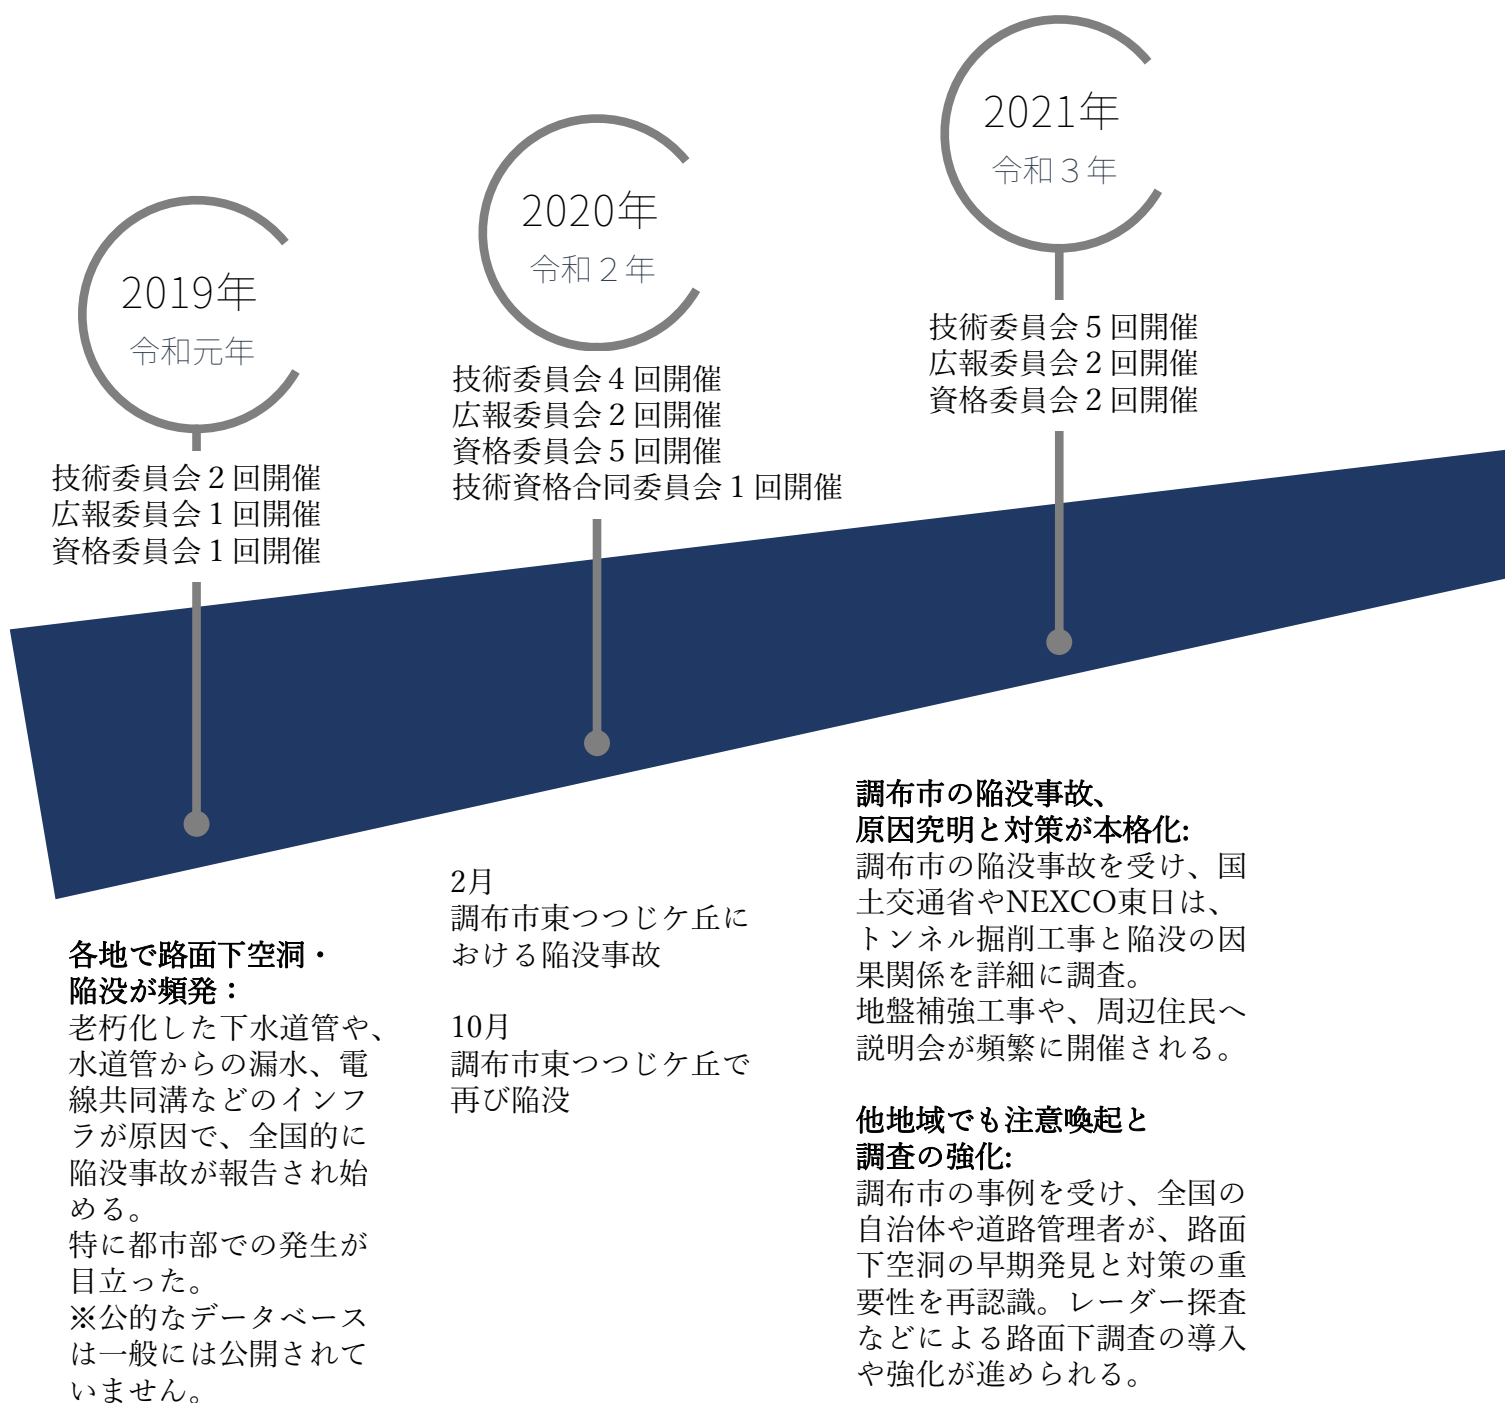 2019年
令和元年
技術委員会２回開催
広報委員会１回開催
資格委員会１回開催
各地で路面下空洞・
陥没が頻発：
老朽化した下水道管や、
水道管からの漏水、電
線共同溝などのインフ
ラが原因で、全国的に
陥没事故が報告され始
める。
特に都市部での発生が
目立った。
※公的なデータベース
は一般には公開されて
いません。
2020年
令和２年
技術委員会４回開催
広報委員会２回開催
資格委員会５回開催
技術資格合同委員会１回開催
2月
調布市東つつじケ丘に
おける陥没事故
10月
調布市東つつじケ丘で
再び陥没
2021年
令和３年
技術委員会５回開催
広報委員会２回開催
資格委員会２回開催
調布市の陥没事故、
原因究明と対策が本格化:
調布市の陥没事故を受け、国
土交通省やNEXCO東日は、
トンネル掘削工事と陥没の因
果関係を詳細に調査。
地盤補強工事や、周辺住民へ
説明会が頻繁に開催される。
他地域でも注意喚起と
調査の強化:
調布市の事例を受け、全国の
自治体や道路管理者が、路面
下空洞の早期発見と対策の重
要性を再認識。レーダー探査
などによる路面下調査の導入
や強化が進められる。